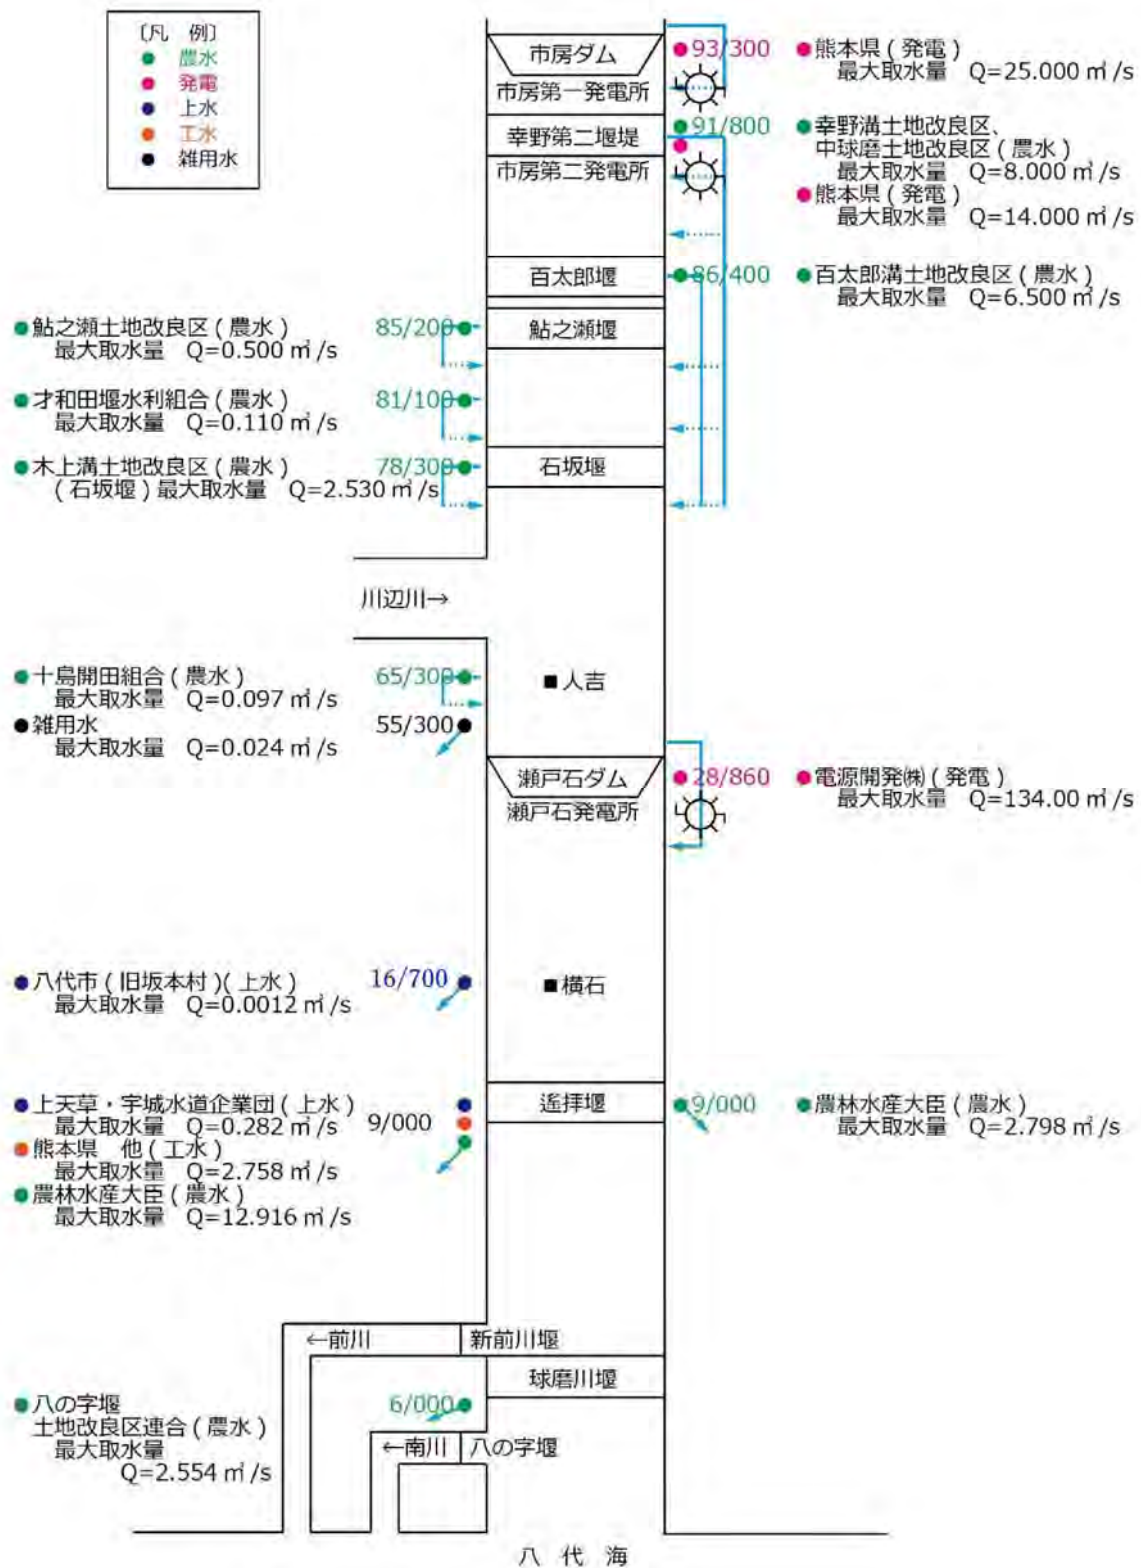 〔凡 例〕
● 農水
● 発電
● 上水
● 工水
● 雑用水
市房ダム
市房第一発電所
●93/300
●熊本県(発電)
最大取水量 Q=25.000㎥/s
幸野第二堰堤
市房第二発電所
●91/800
●幸野溝土地改良区、
中球磨土地改良区(農水)
最大取水量 Q=8.000㎥/s
●熊本県(発電)
最大取水量 Q=14.000㎥/s
百太郎堰
●86/400
●百太郎溝土地改良区(農水)
最大取水量 Q=6.500㎥/s
●鮎之瀬土地改良区(農水)
最大取水量 Q=0.500㎥/s
85/200●
鮎之瀬堰
●才和田堰水利組合(農水)
最大取水量 Q=0.110㎥/s
81/100●
●木上溝土地改良区(農水)
(石坂堰)最大取水量 Q=2.530㎥/s
78/300●
石坂堰
川辺川→
●十島開田組合(農水)
最大取水量 Q=0.097㎥/s
65/300●
■人吉
●雑用水
最大取水量 Q=0.024㎥/s
55/300●
瀬戸石ダム
瀬戸石発電所
●28/860
●電源開発㈱(発電)
最大取水量 Q=134.00㎥/s
●八代市(旧坂本村)(上水)
最大取水量 Q=0.0012㎥/s
16/700●
■横石
●上天草・宇城水道企業団(上水)
最大取水量 Q=0.282㎥/s
●熊本県 他(工水)
最大取水量 Q=2.758㎥/s
●農林水産大臣(農水)
最大取水量 Q=12.916㎥/s
9/000
遙拝堰
●9/000
●農林水産大臣(農水)
最大取水量 Q=2.798㎥/s
←前川
新前川堰
球磨川堰
●八の字堰
土地改良区連合(農水)
最大取水量
Q=2.554㎥/s
6/000●
←南川
八の字堰
八 代 海